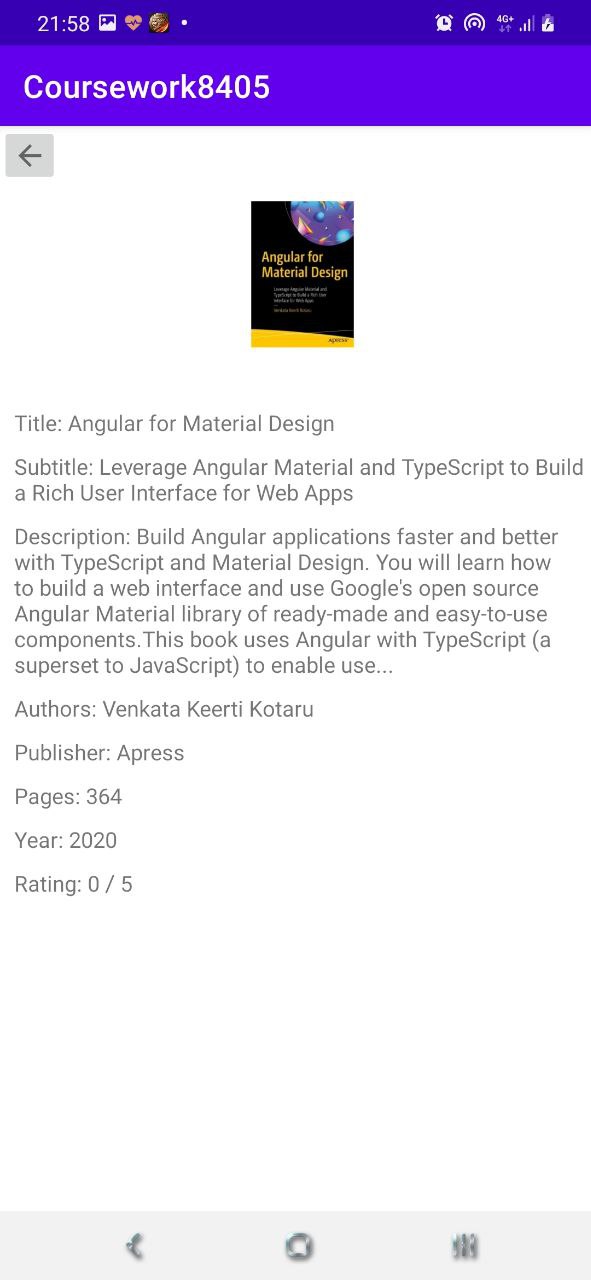 21:58
4G+
Coursework8405
Angular for
Material Design
Leverage Angular Material and
TypeScript to Build a Rich User
Interface for Web Apps
Venkata Keerti Kotaru
Apress
Title: Angular for Material Design
Subtitle: Leverage Angular Material and TypeScript to Build
a Rich User Interface for Web Apps
Description: Build Angular applications faster and better
with TypeScript and Material Design. You will learn how
to build a web interface and use Google's open source
Angular Material library of ready-made and easy-to-use
components.This book uses Angular with TypeScript (a
superset to JavaScript) to enable use...
Authors: Venkata Keerti Kotaru
Publisher: Apress
Pages: 364
Year: 2020
Rating: 0 / 5